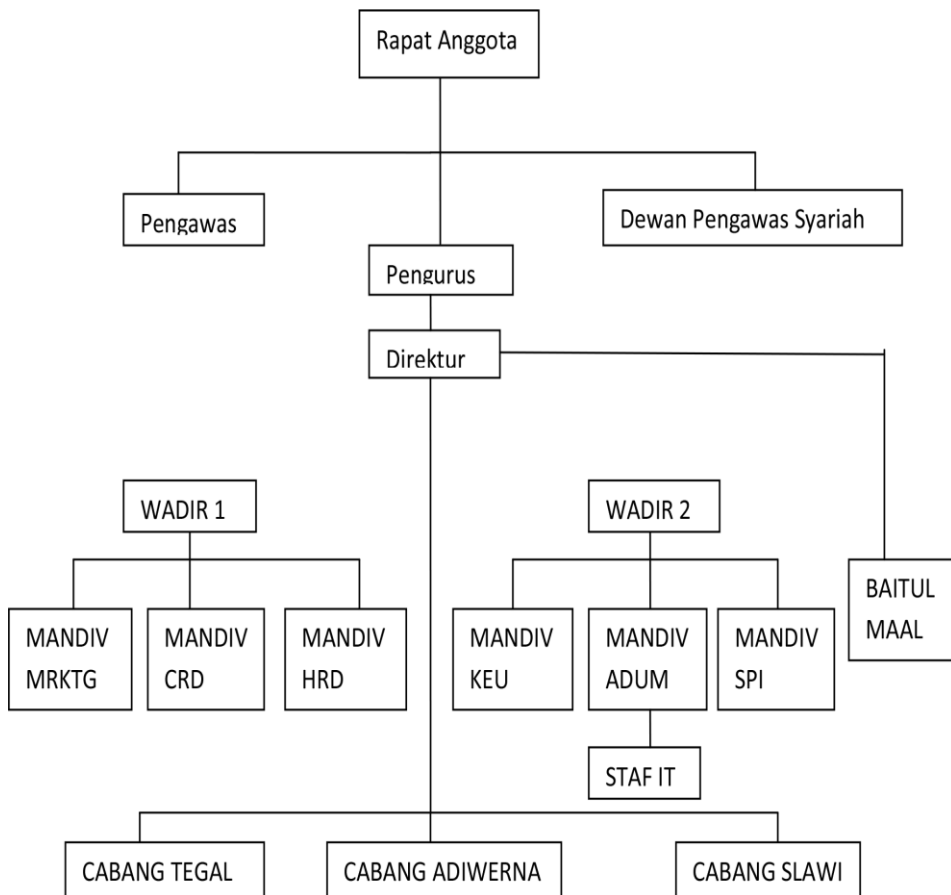 Rapat Anggota
Pengawas
Dewan Pengawas Syariah
Pengurus
Direktur
WADIR 1
WADIR 2
MANDIV
MRKTG
MANDIV
CRD
MANDIV
HRD
MANDIV
KEU
MANDIV
ADUM
MANDIV
SPI
BAITUL
MAAL
STAF IT
CABANG TEGAL
CABANG ADIWERNA
CABANG SLAWI